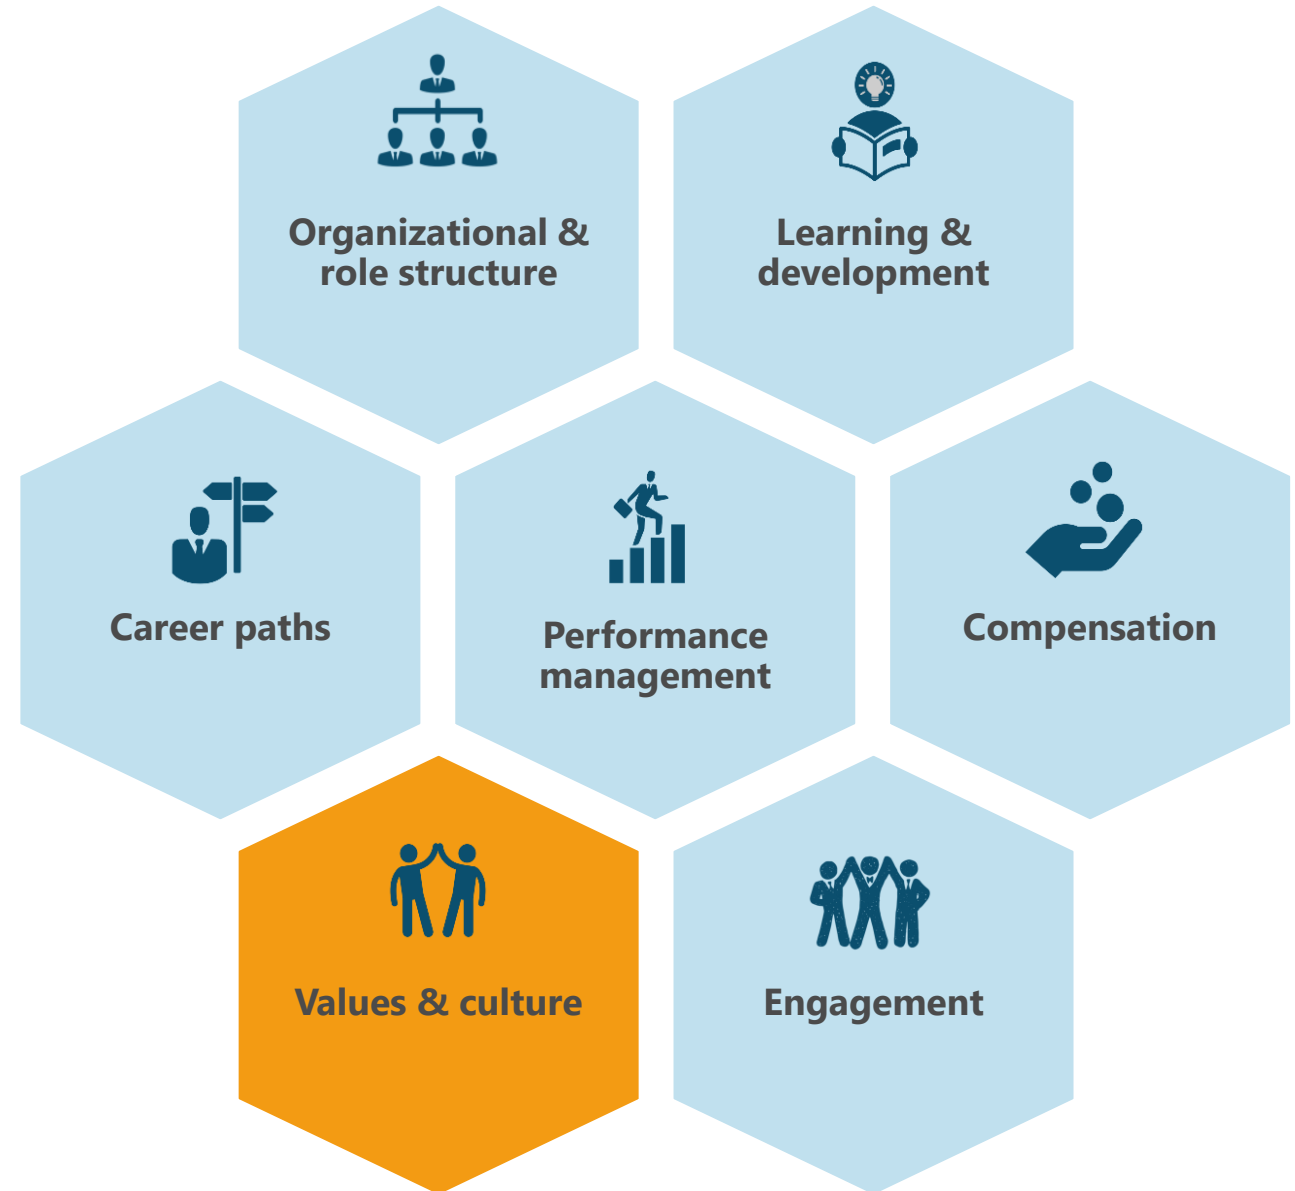 Organizational &
role structure
Learning &
development
Career paths
Performance
management
Compensation
Values & culture
Engagement